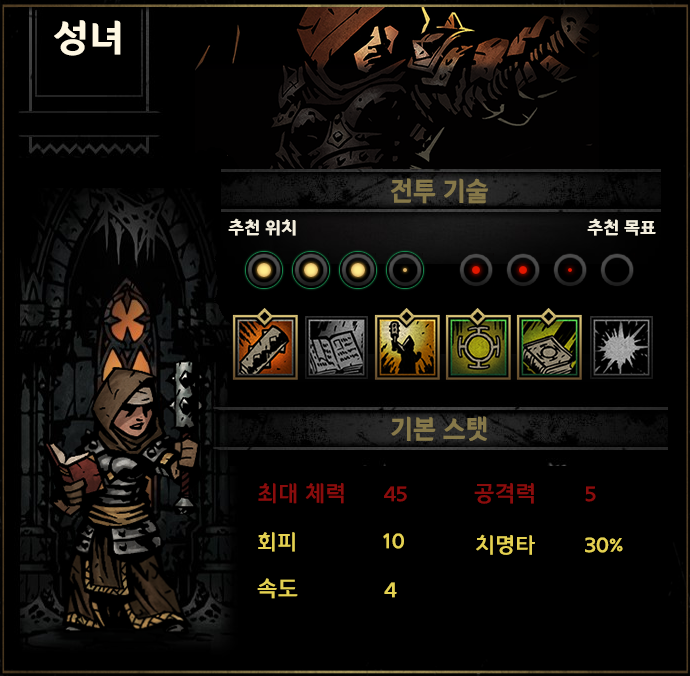 성녀
전투 기술
추천 위치 추천 목표
기본 스탯
최대 체력 45 공격력 5
회피 10 치명타 30%
속도 4